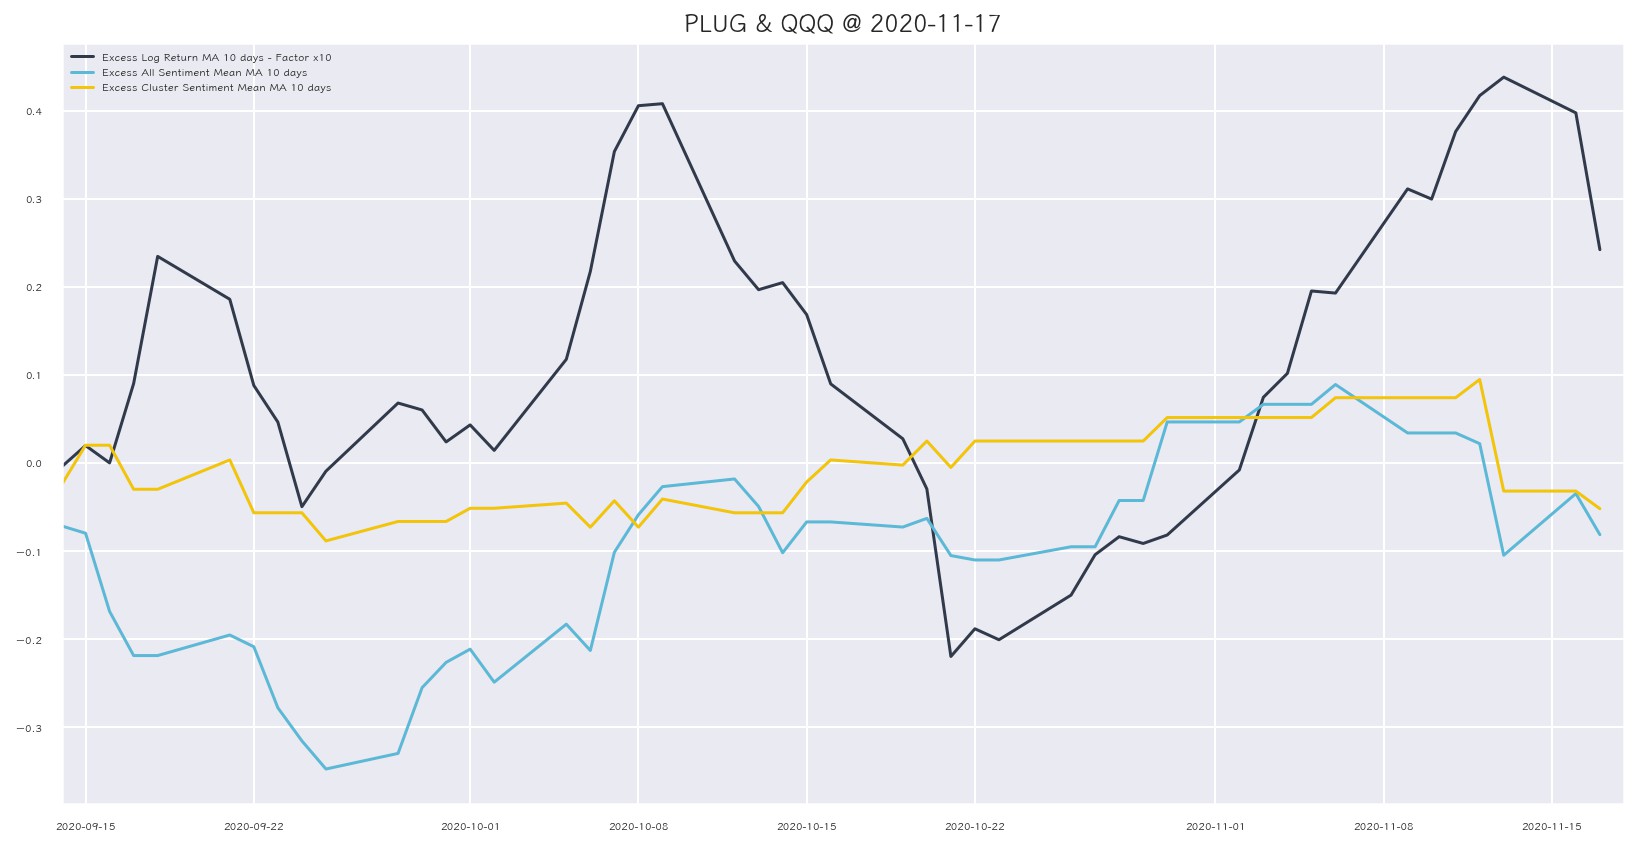 PLUG & QQQ @ 2020-11-17
Excess Log Return MA 10 days - Factor x10
Excess All Sentiment Mean MA 10 days
Excess Cluster Sentiment Mean MA 10 days
0.4
0.3
0.2
0.1
0.0
−0.1
−0.2
−0.3
2020-09-15 2020-09-22 2020-10-01 2020-10-08 2020-10-15 2020-10-22 2020-11-01 2020-11-08 2020-11-15